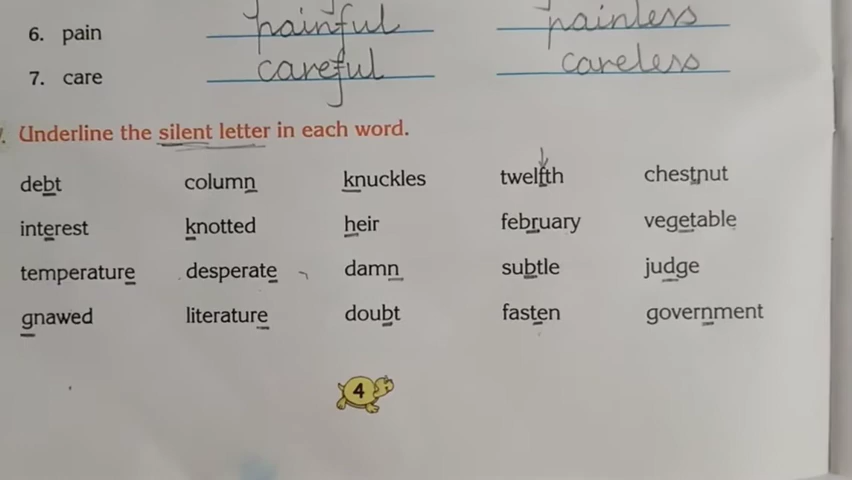 6. pain painful painless
7. care careful careless
Underline the silent letter in each word.
debt column knuckles twelfth chestnut
interest knotted heir february vegetable
temperature desperate damn subtle judge
gnawed literature doubt fasten government
4